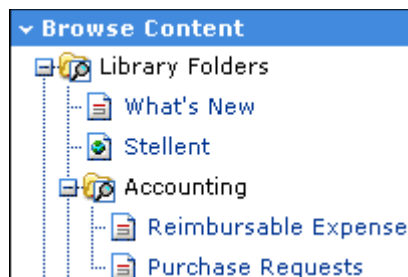 Browse Content
Library Folders
What's New
Stellent
Accounting
Reimbursable Expense
Purchase Requests